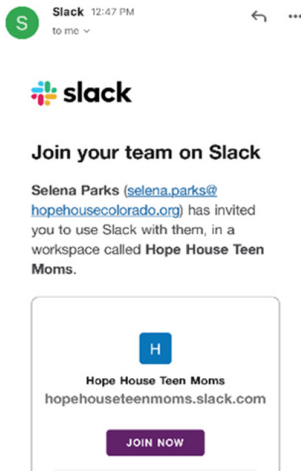 S
Slack 12:47 PM
to me
slack
Join your team on Slack
Selena Parks (selena.parks@
hopehousecolorado.org) has invited
you to use Slack with them, in a
workspace called Hope House Teen
Moms.
H
Hope House Teen Moms
hopehouseteenmoms.slack.com
JOIN NOW